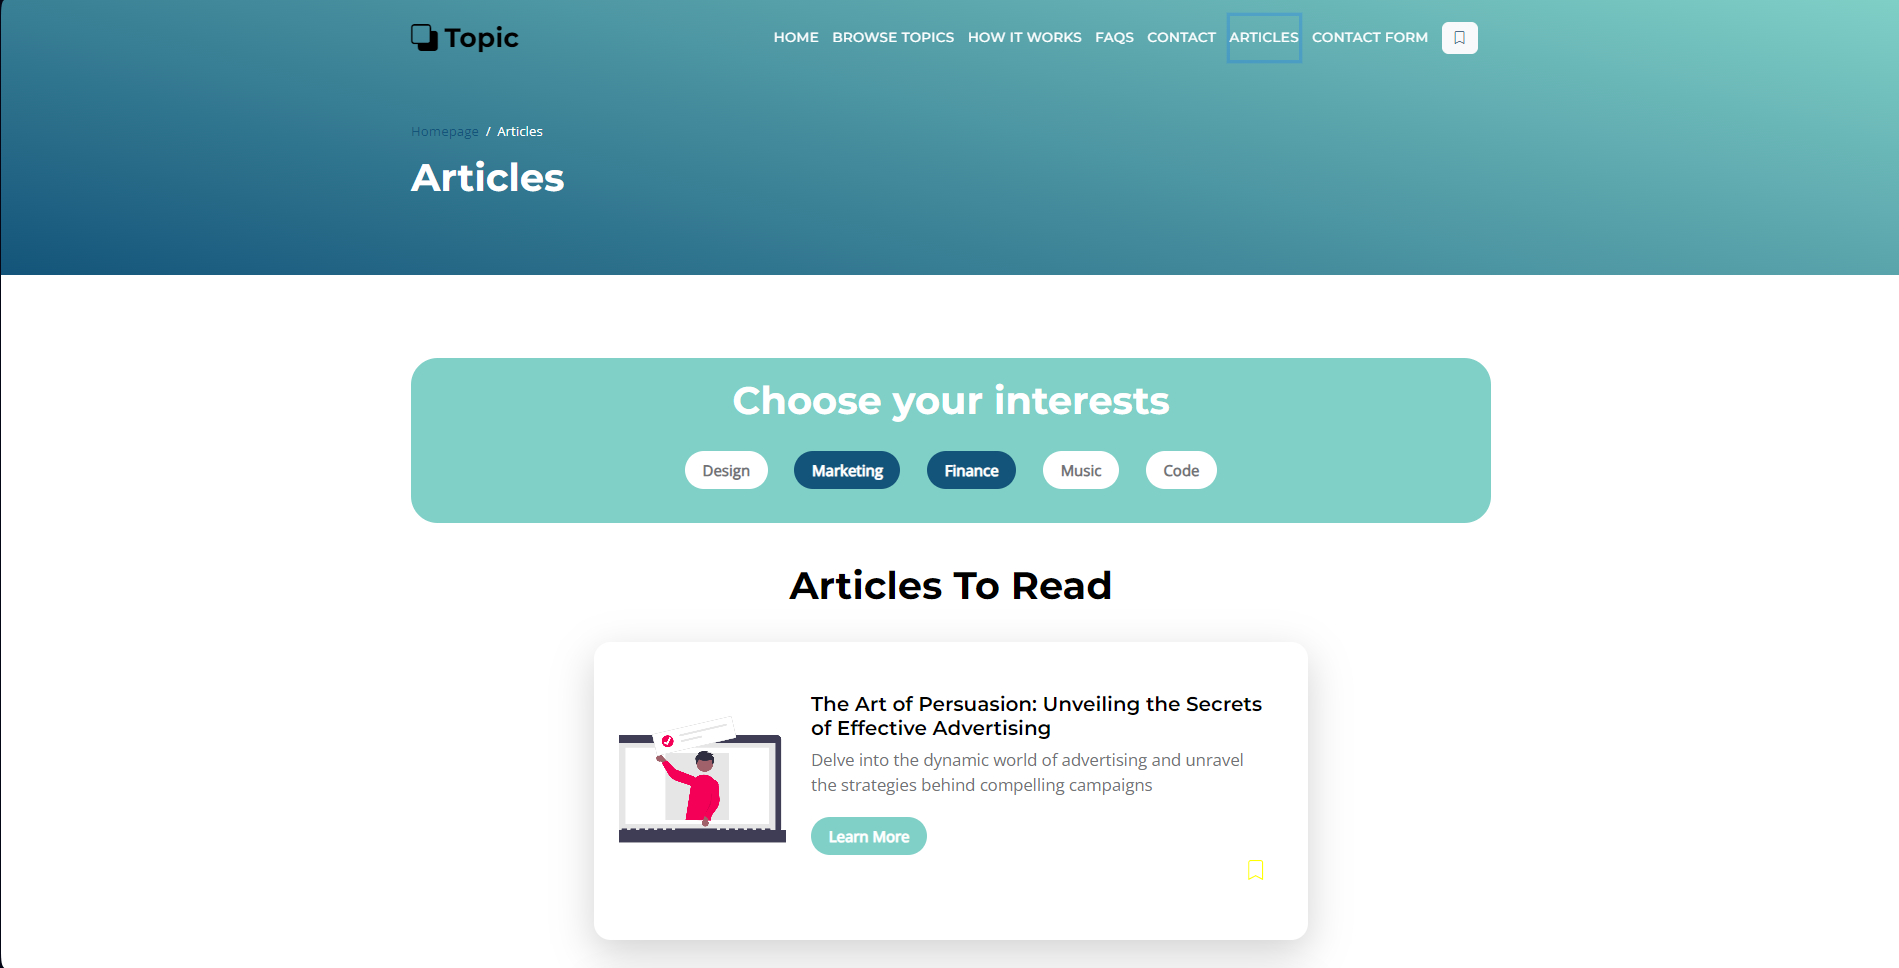 Topic
HOME BROWSE TOPICS HOW IT WORKS FAQS CONTACT ARTICLES CONTACT FORM
Homepage / Articles
Articles
Choose your interests
Design Marketing Finance Music Code
Articles To Read
The Art of Persuasion: Unveiling the Secrets
of Effective Advertising
Delve into the dynamic world of advertising and unravel
the strategies behind compelling campaigns
Learn More